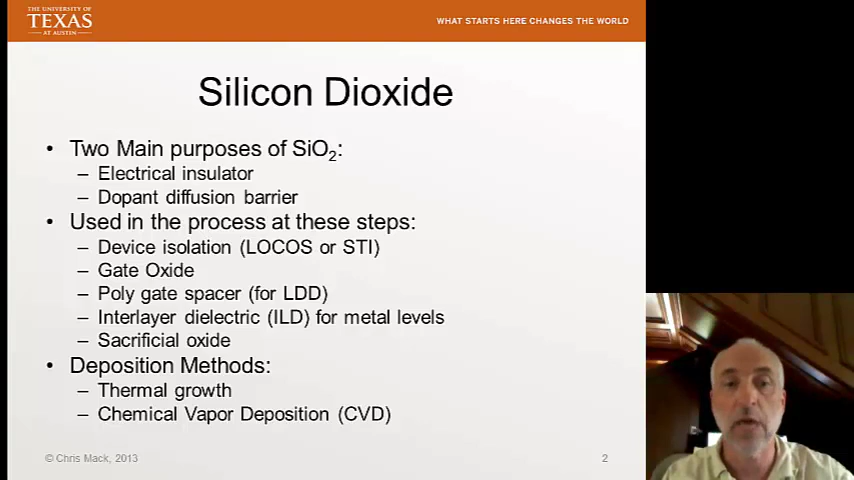 THE UNIVERSITY OF
TEXAS
AT AUSTIN
WHAT STARTS HERE CHANGES THE WORLD
Silicon Dioxide
• Two Main purposes of SiO₂:
– Electrical insulator
– Dopant diffusion barrier
• Used in the process at these steps:
– Device isolation (LOCOS or STI)
– Gate Oxide
– Poly gate spacer (for LDD)
– Interlayer dielectric (ILD) for metal levels
– Sacrificial oxide
• Deposition Methods:
– Thermal growth
– Chemical Vapor Deposition (CVD)
© Chris Mack, 2013
2